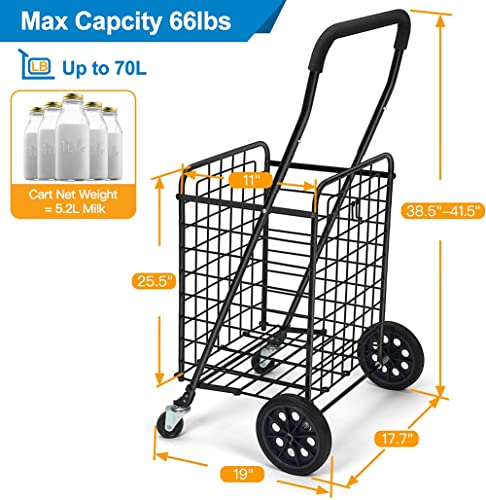 Max Capcity 66lbs
LB
Up to 70L
Cart Net Weight
= 5.2L Milk
11"
38.5"–41.5"
25.5"
17.7"
19"